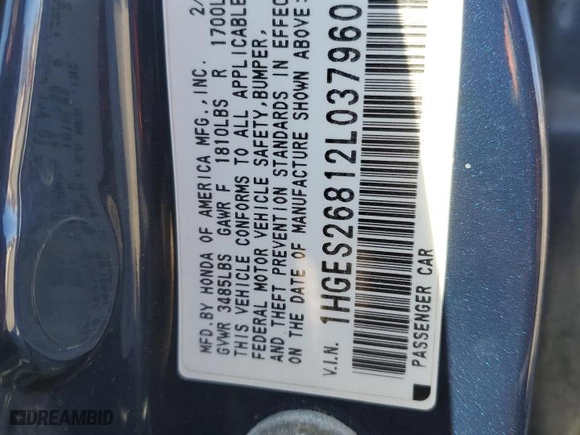 MFD.BY HONDA OF AMERICA MFG.,INC. 2/
GVWR 3485LBS GAWR F 1810LBS R 1700L
THIS VEHICLE CONFORMS TO ALL APPLICABLE
FEDERAL MOTOR VEHICLE SAFETY,BUMPER,
AND THEFT PREVENTION STANDARDS IN EFFEC
ON THE DATE OF MANUFACTURE SHOWN ABOVE.
V.I.N. 1HGES26812L037960
PASSENGER CAR
DREAMBID